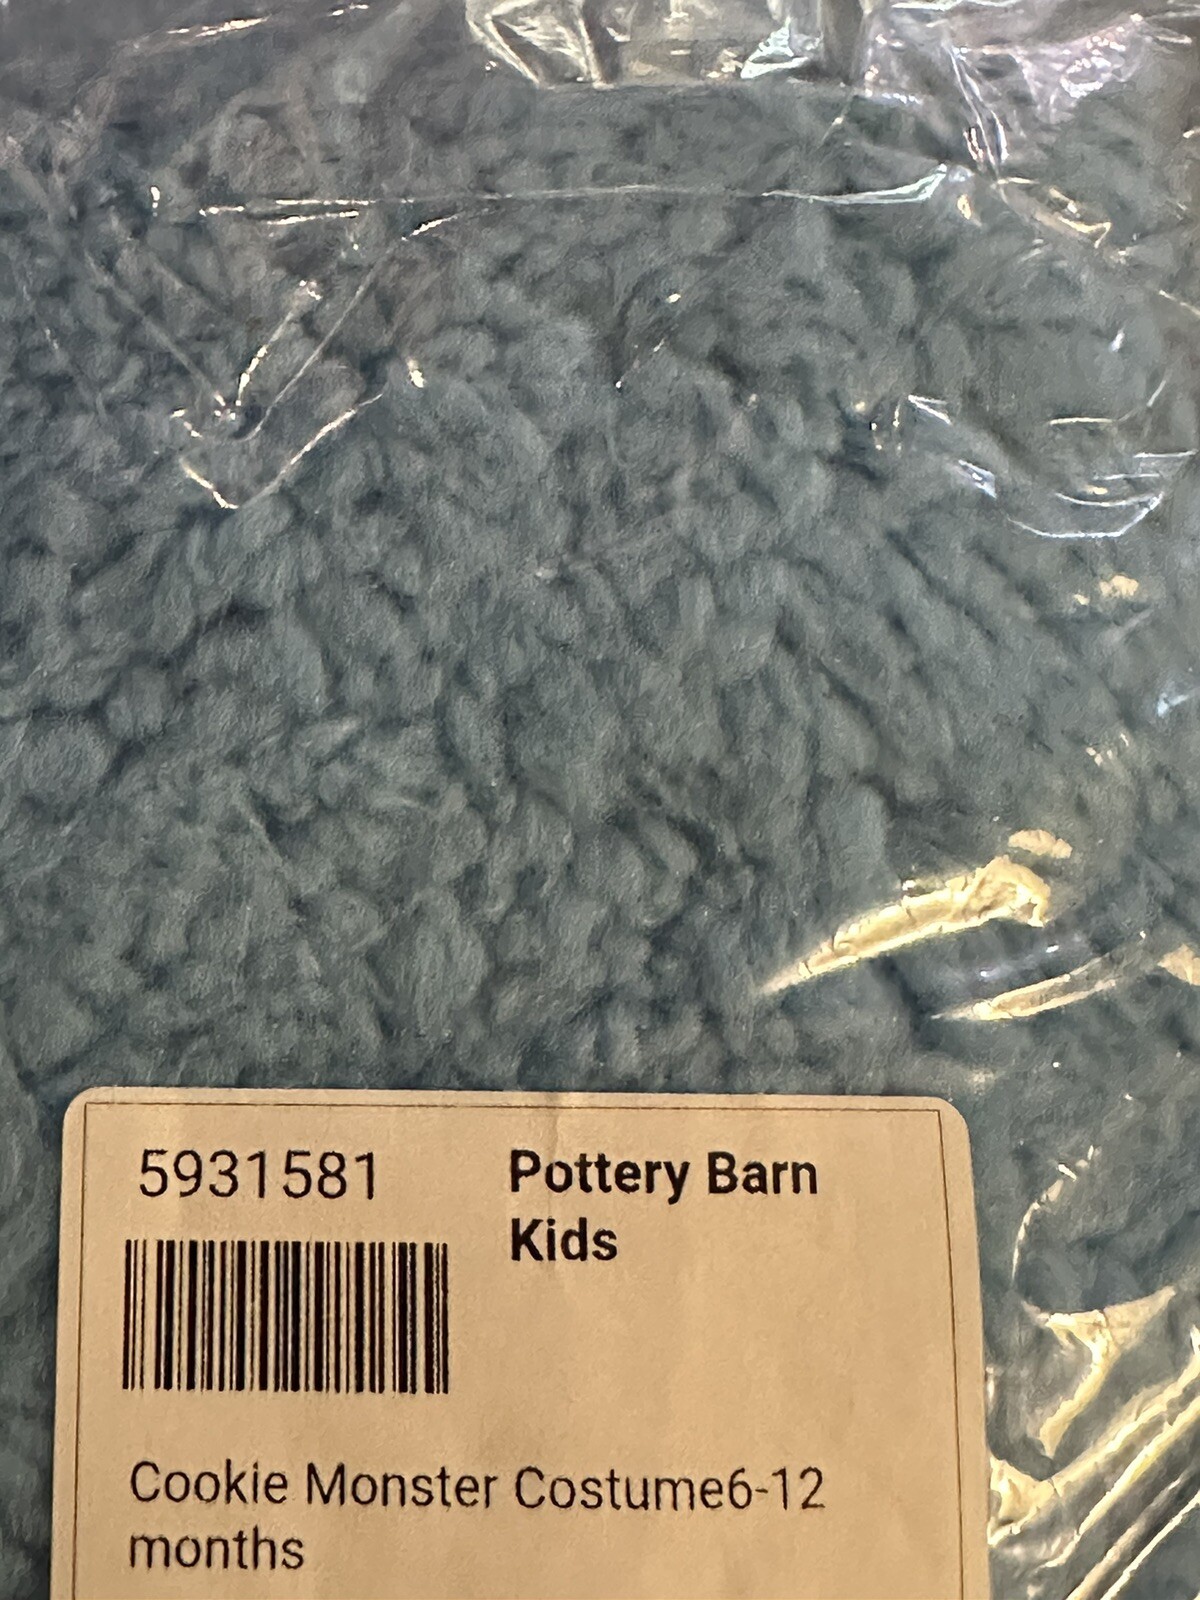 5931581
Pottery Barn
Kids
Cookie Monster Costume6-12
months